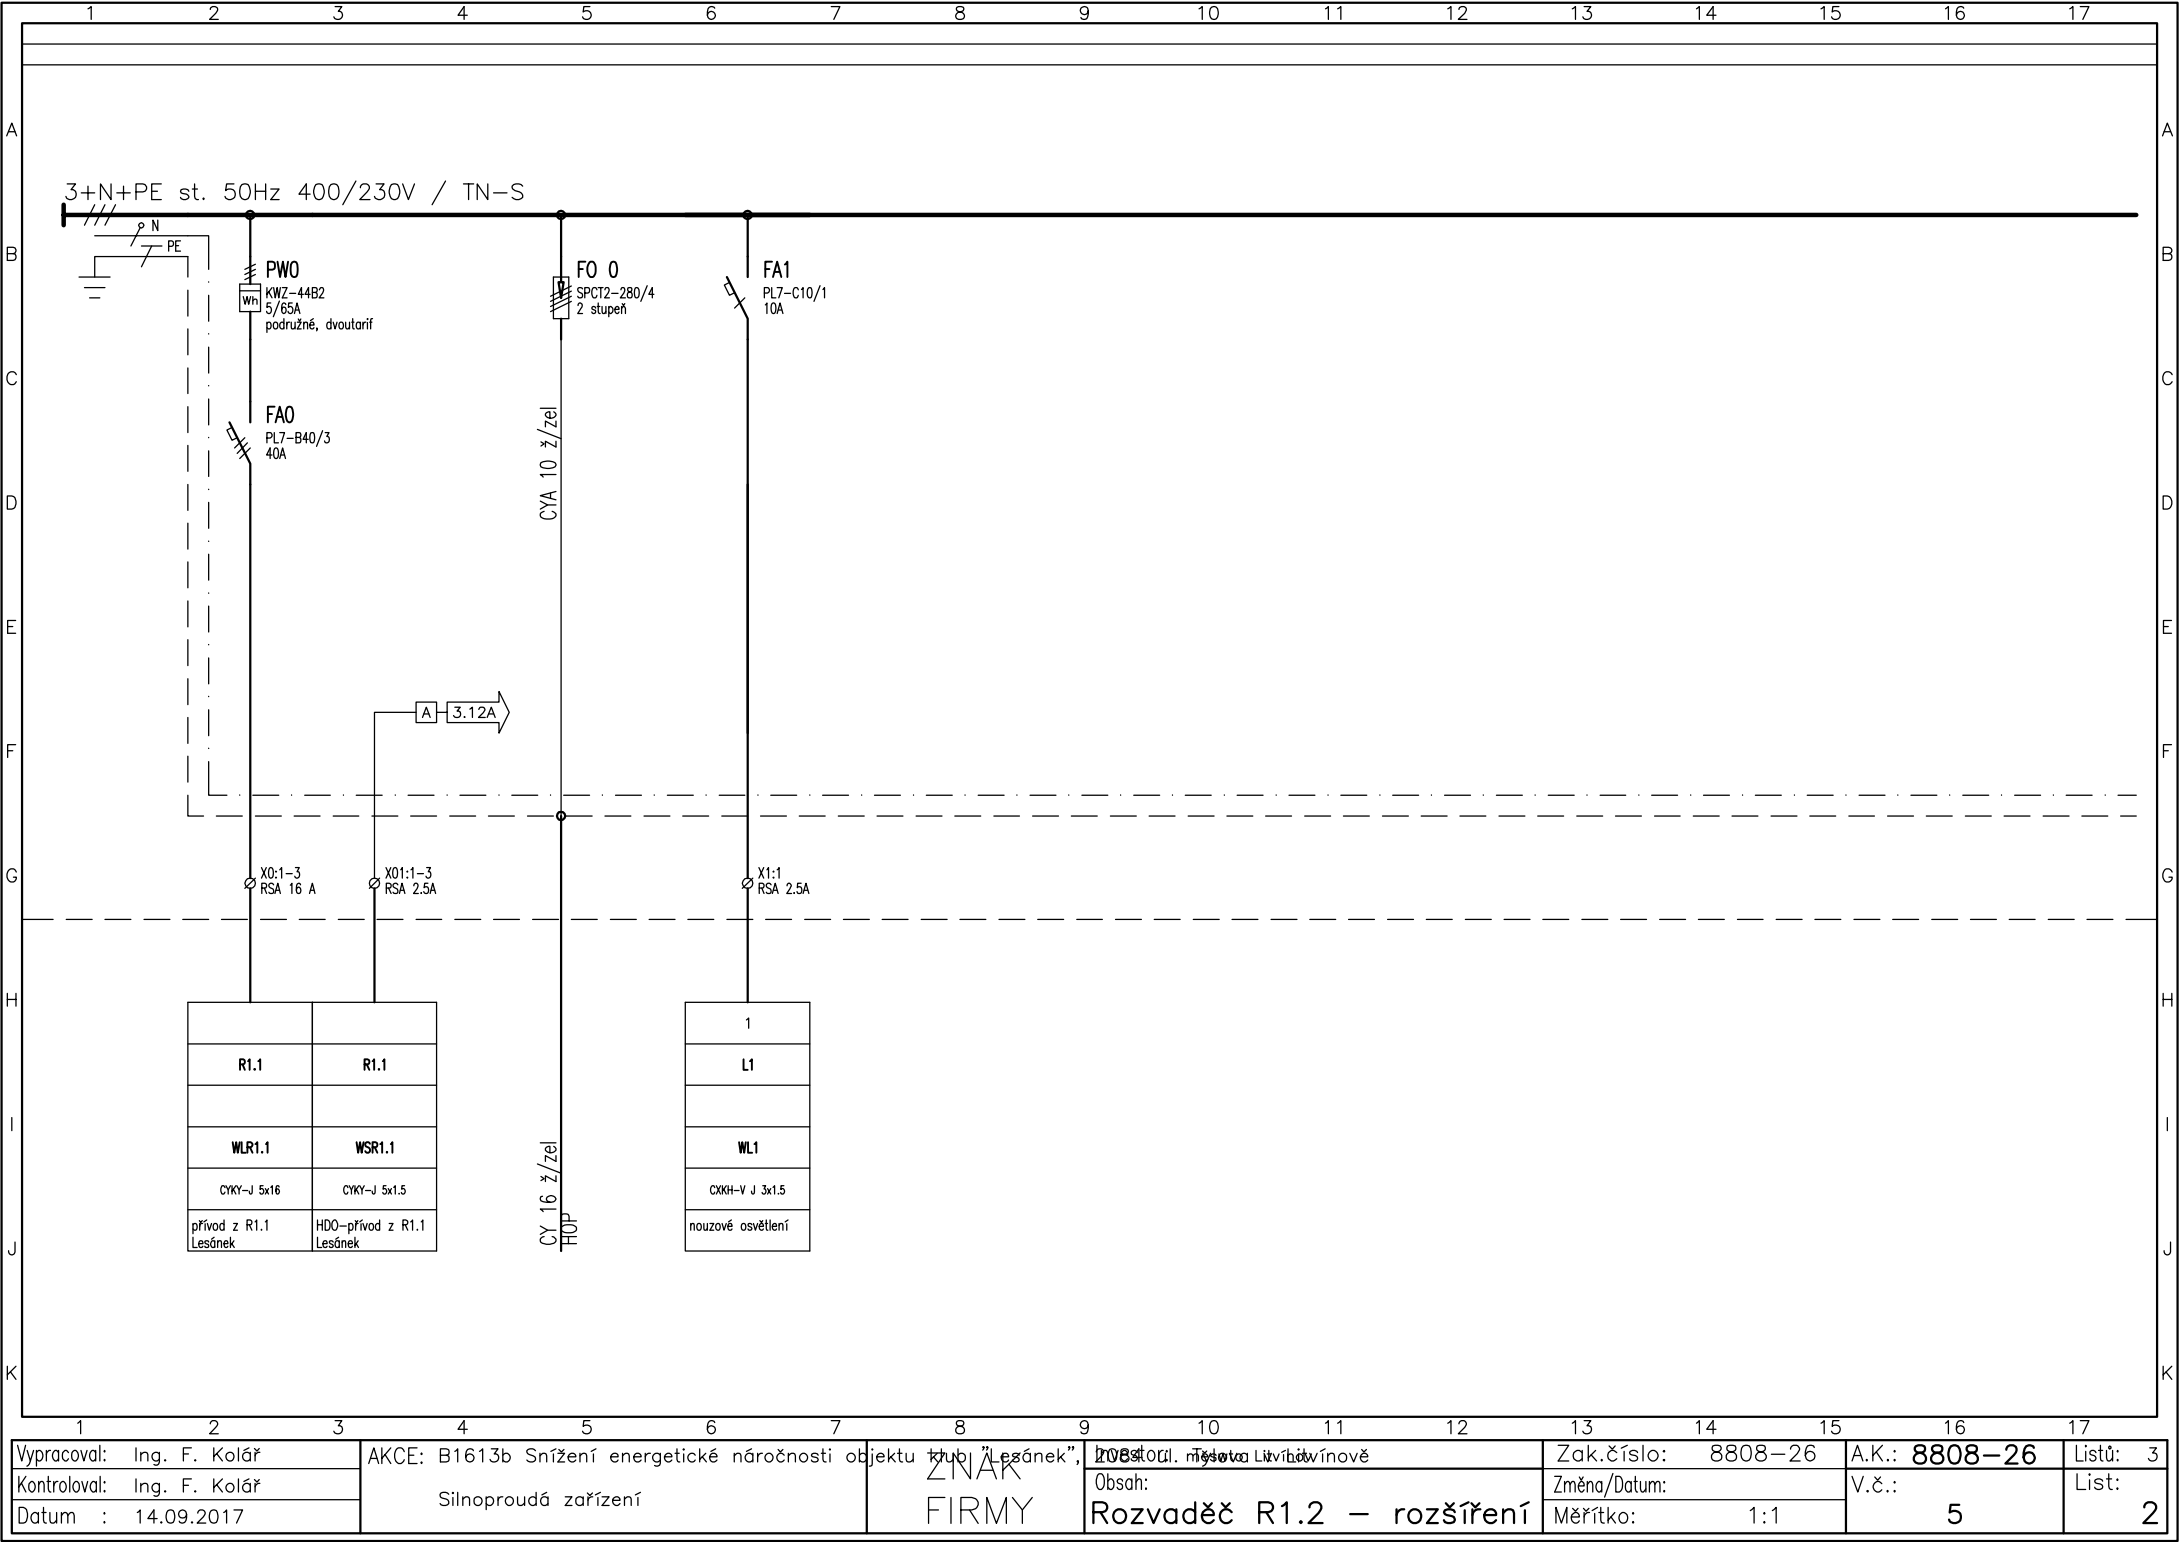 1 2 3 4 5 6 7 8 9 10 11 12 13 14 15 16 17
A A
3+N+PE st. 50Hz 400/230V / TN-S
N
PE
B B
PW0
KWZ-44B2
5/65A
podružné, dvoutarif
Wh
FO 0
SPCT2-280/4
2 stupeň
FA1
PL7-C10/1
10A
C C
FA0
PL7-B40/3
40A
CYA 10 ž/zel
D D
E E
A 3.12A
F F
G G
X0:1-3
RSA 16 A
X01:1-3
RSA 2.5A
X1:1
RSA 2.5A
H H
1
R1.1 R1.1 L1
I I
WLR1.1 WSR1.1 WL1
CYKY-J 5x16 CYKY-J 5x1.5 CXKH-V J 3x1.5
přívod z R1.1
Lesánek
HDO-přívod z R1.1
Lesánek
CY 16 ž/zel
HOP
nouzové osvětlení
J J
K K
1 2 3 4 5 6 7 8 9 10 11 12 13 14 15 16 17
Vypracoval: Ing. F. Kolář
Kontroloval: Ing. F. Kolář
Datum : 14.09.2017
AKCE: B1613b Snížení energetické náročnosti objektu klub "Lesánek",
Silnoproudá zařízení
ZNAK
FIRMY
Investor:
Obsah:
Rozvaděč R1.2 - rozšíření
Zak.číslo: 8808-26
Změna/Datum:
Měřítko: 1:1
A.K.: 8808-26
V.č.:
5
Listů: 3
List:
2